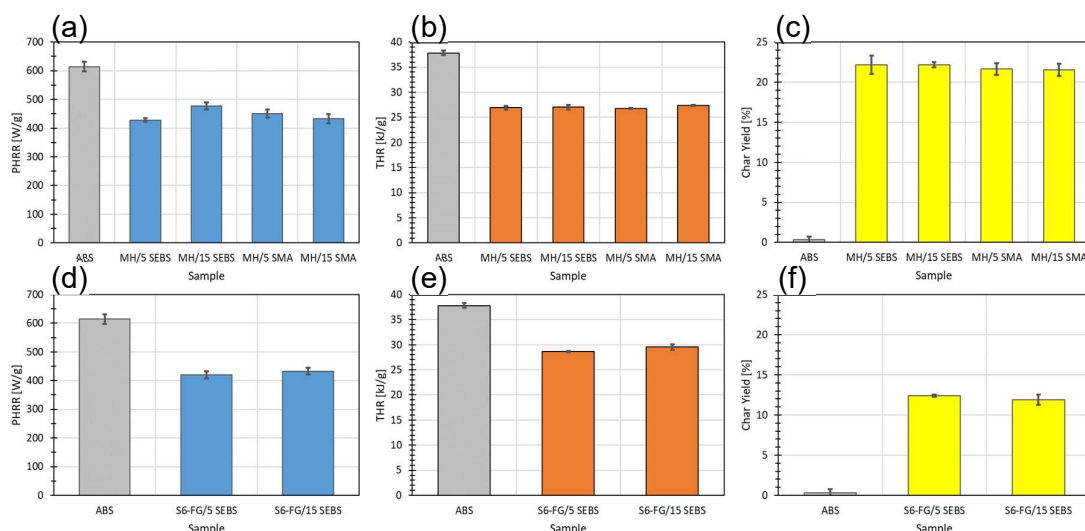 (a)
700
600
500
400
300
200
100
0
PHRR [W/g]
ABS MH/5 SEBS MH/15 SEBS MH/5 SMA MH/15 SMA
Sample
(b)
40
35
30
25
20
15
10
5
0
THR [kJ/g]
ABS MH/5 SEBS MH/15 SEBS MH/5 SMA MH/15 SMA
Sample
(c)
25
20
15
10
5
0
Char Yield [%]
ABS MH/5 SEBS MH/15 SEBS MH/5 SMA MH/15 SMA
Sample
(d)
700
600
500
400
300
200
100
0
PHRR [W/g]
ABS S6-FG/5 SEBS S6-FG/15 SEBS
Sample
(e)
40
35
30
25
20
15
10
5
0
THR [kJ/g]
ABS S6-FG/5 SEBS S6-FG/15 SEBS
Sample
(f)
25
20
15
10
5
0
Char Yield [%]
ABS S6-FG/5 SEBS S6-FG/15 SEBS
Sample